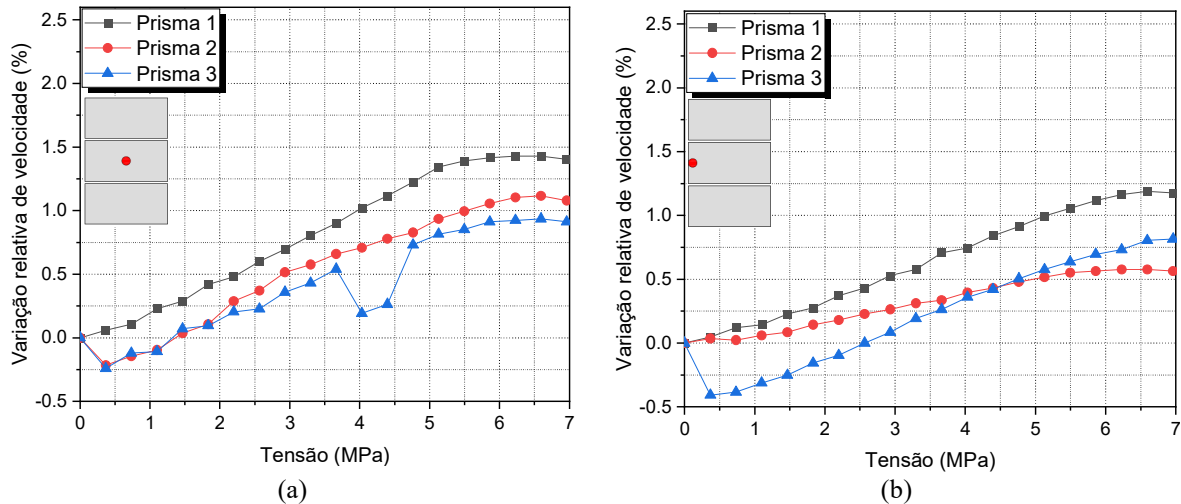 Variação relativa de velocidade (%)
2.5
2.0
1.5
1.0
0.5
0.0
-0.5
Prisma 1
Prisma 2
Prisma 3
0 1 2 3 4 5 6 7
Tensão (MPa)
(a)
Variação relativa de velocidade (%)
2.5
2.0
1.5
1.0
0.5
0.0
-0.5
Prisma 1
Prisma 2
Prisma 3
0 1 2 3 4 5 6 7
Tensão (MPa)
(b)